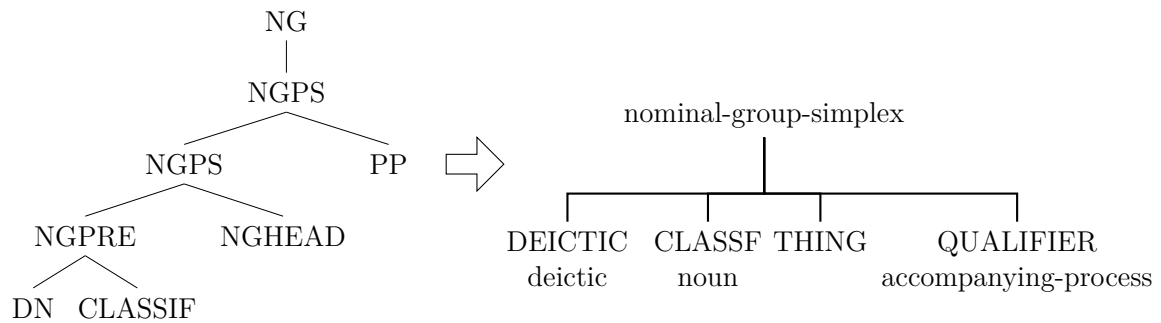 NG
NGPS
NGPS PP
NGPRE NGHEAD
DN CLASSIF
nominal-group-simplex
DEICTIC CLASSF THING QUALIFIER
deictic noun accompanying-process